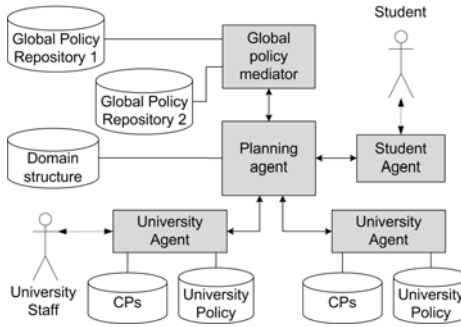 Student
Global Policy
Repository 1
Global
policy
mediator
Global Policy
Repository 2
Domain
structure
Planning
agent
Student
Agent
University
Agent
University
Agent
University
Staff
CPs
University
Policy
CPs
University
Policy